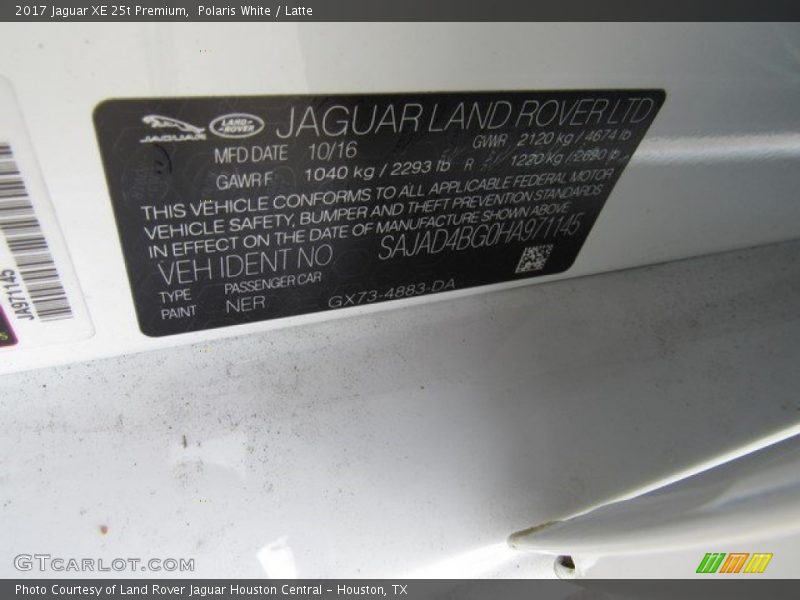 2017 Jaguar XE 25t Premium,  Polaris White / Latte
JAGUAR
LAND-
ROVER
JAGUAR LAND ROVER LTD
MFD DATE 10/16 GVWR 2120 kg / 4674 lb
GAWR F 1040 kg / 2293 lb R 1220 kg / 2690 lb
THIS VEHICLE CONFORMS TO ALL APPLICABLE FEDERAL MOTOR
VEHICLE SAFETY, BUMPER AND THEFT PREVENTION STANDARDS
IN EFFECT ON THE DATE OF MANUFACTURE SHOWN ABOVE.
VEH IDENT NO SAJAD4BG0HA971145
TYPE PASSENGER CAR
PAINT NER GX73-4883-DA
JA971145
GTCARLOT.COM
Photo Courtesy of Land Rover Jaguar Houston Central - Houston, TX